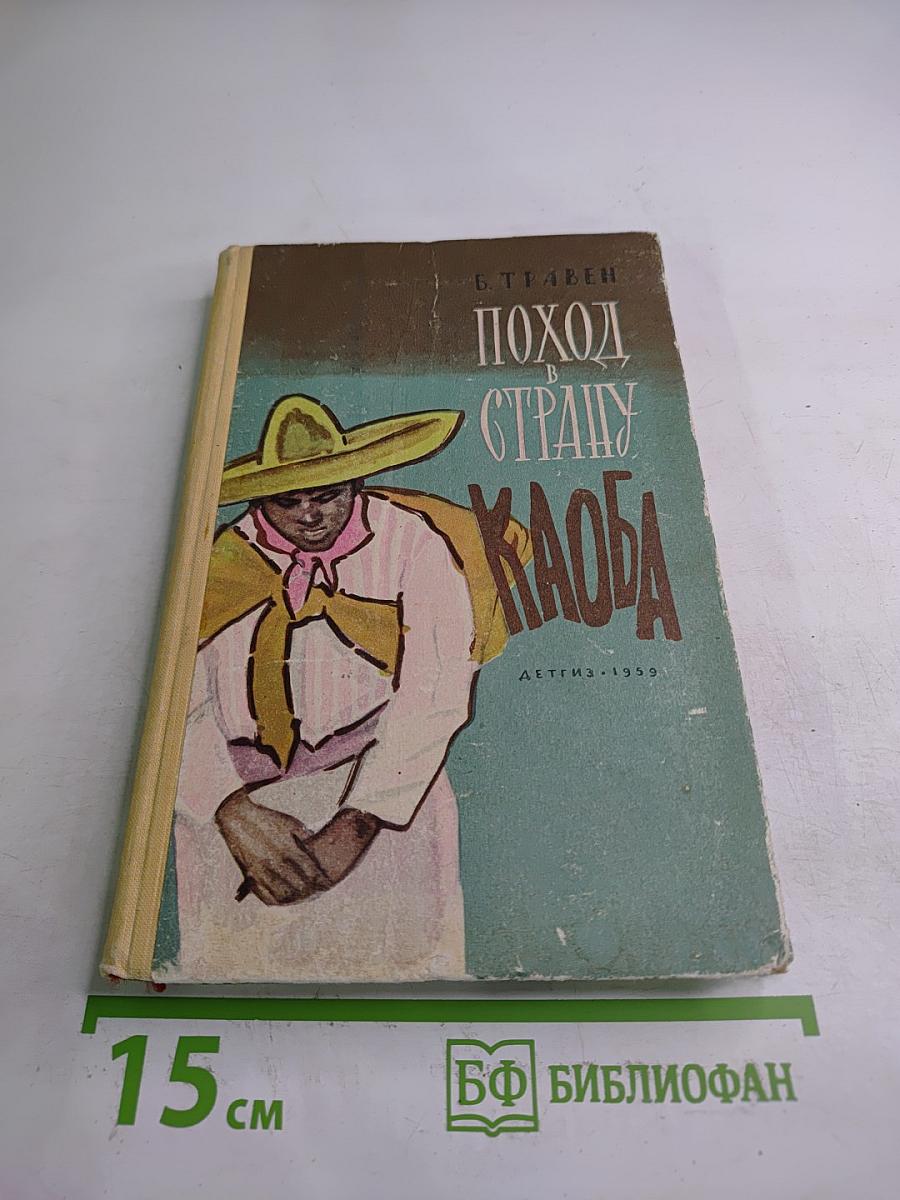 Б. ТРАВЕН
ПОХОД
В
СТРАНУ
КАОБА
ДЕТГИЗ • 1959
15 см
БФ БИБЛИОФАН